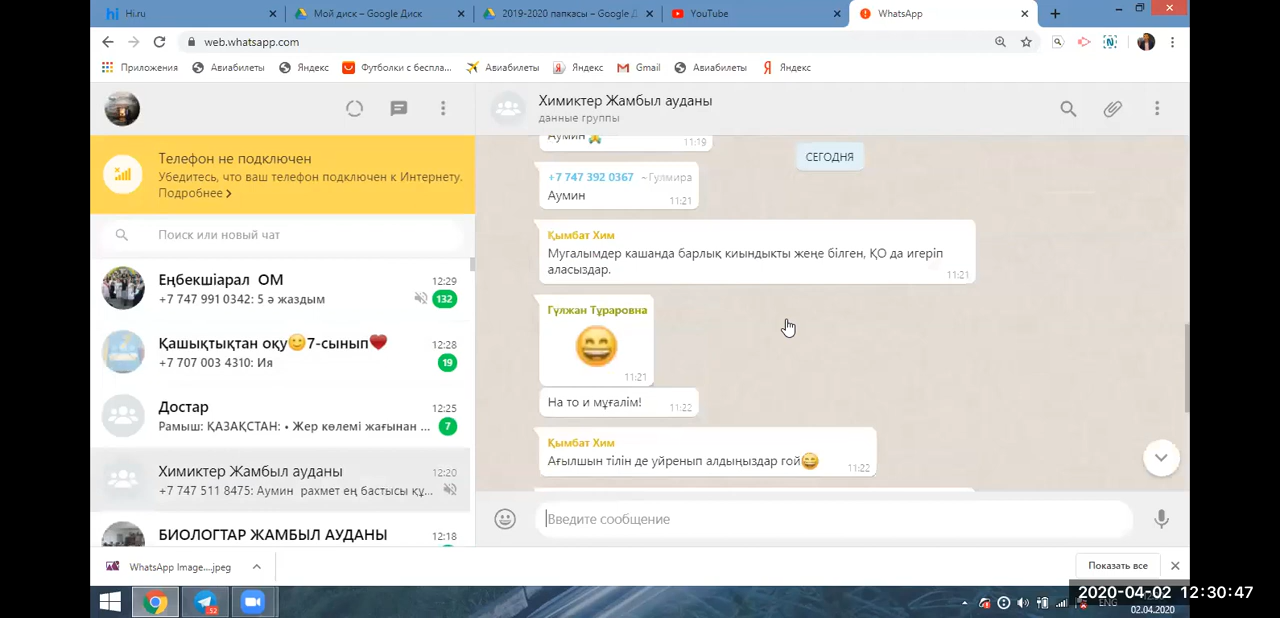 Hi.ru
Мой диск – Google Диск
2019-2020 папкасы – Google Д
YouTube
WhatsApp
web.whatsapp.com
Приложения
Авиабилеты
Яндекс
Футболки с беспла...
Авиабилеты
Яндекс
Gmail
Авиабилеты
Яндекс
Телефон не подключен
Убедитесь, что ваш телефон подключен к Интернету.
Подробнее
Поиск или новый чат
Еңбекшіарал ОМ 12:29
+7 747 991 0342: 5 ә жаздым 132
Қашықтықтан оқу😊7-сынып❤ 12:28
+7 707 003 4310: Ия 19
Достар 12:25
Рамыш: ҚАЗАҚСТАН: • Жер көлемі жағынан ... 7
Химиктер Жамбыл ауданы 12:20
+7 747 511 8475: Аумин рахмет ең бастысы құ...
БИОЛОГТАР ЖАМБЫЛ АУДАНЫ 12:18
Химиктер Жамбыл ауданы
данные группы
Аумин 🙏 11:19
СЕГОДНЯ
+7 747 392 0367 ~Гулмира
Аумин 11:21
Қымбат Хим
Мугалымдер кашанда барлық киындыкты жеңе білген, ҚО да игеріп
аласыздар. 11:21
Гүлжан Тұраровна
😄
11:21
На то и мұғалім! 11:22
Қымбат Хим
Ағылшын тілін де уйренып алдыңыздар гой😄 11:22
Введите сообщение
WhatsApp Image....jpeg
Показать все
2020-04-02 12:30:47
ENG
02.04.2020